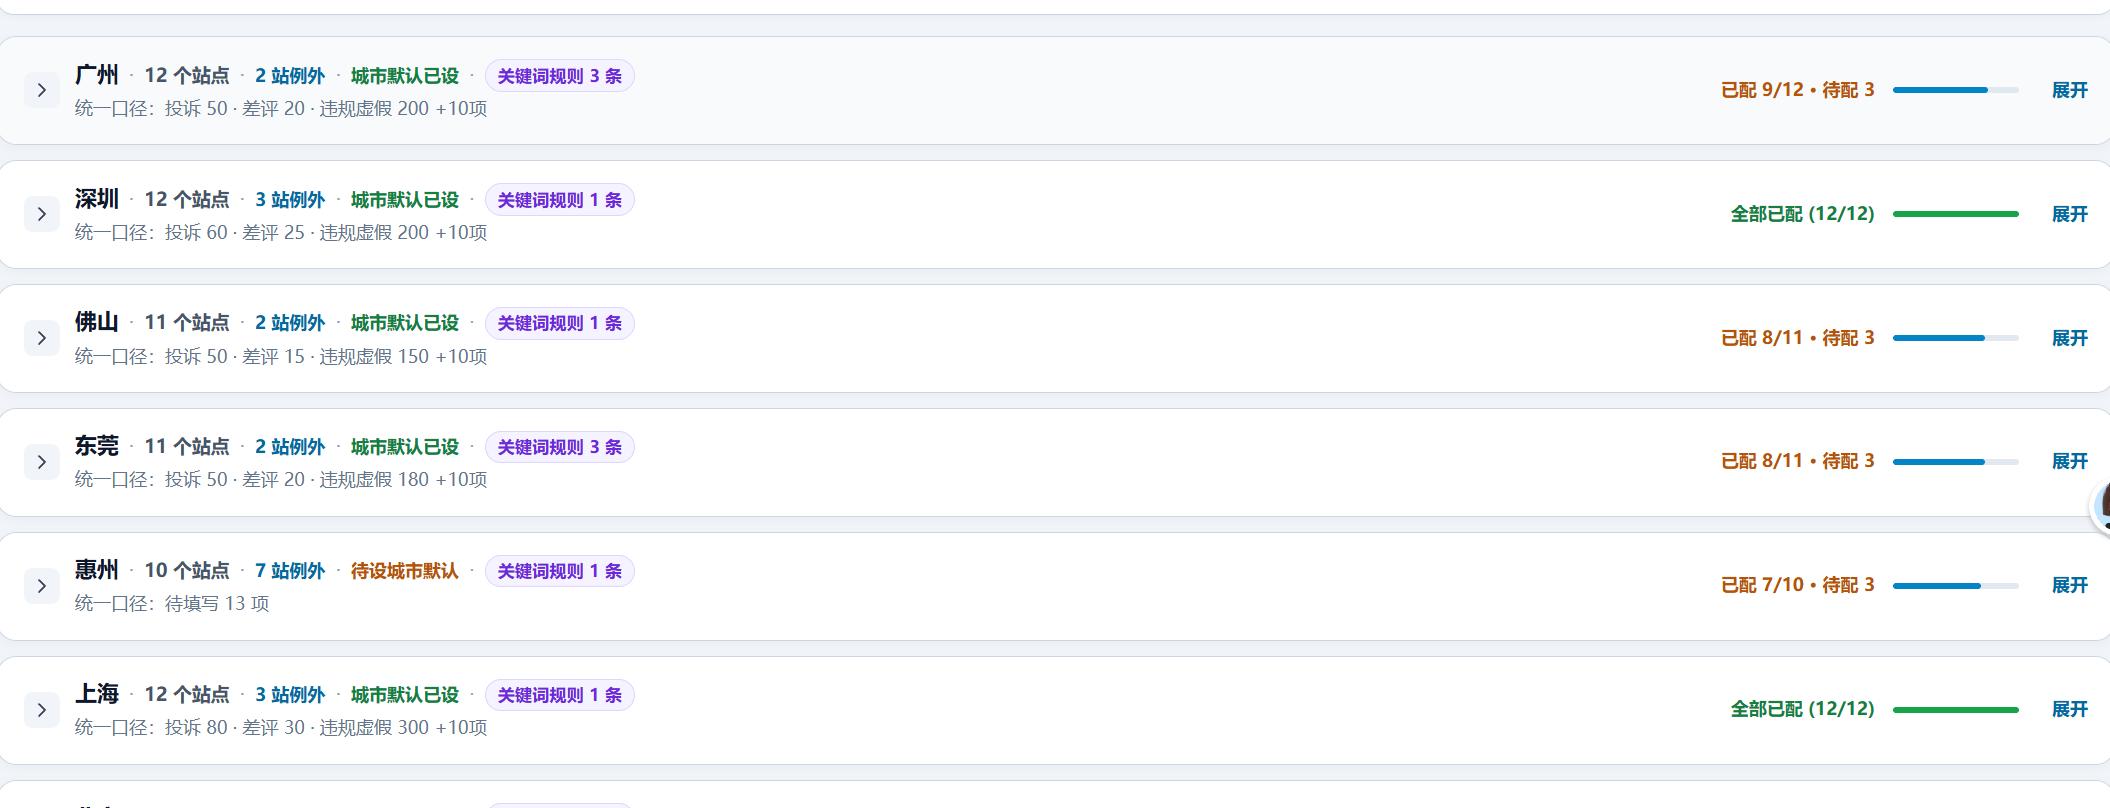 广州 · 12 个站点 · 2 站例外 · 城市默认已设 · 关键词规则 3 条
统一口径：投诉 50 · 差评 20 · 违规虚假 200 +10项
已配 9/12 • 待配 3 展开
深圳 · 12 个站点 · 3 站例外 · 城市默认已设 · 关键词规则 1 条
统一口径：投诉 60 · 差评 25 · 违规虚假 200 +10项
全部已配 (12/12) 展开
佛山 · 11 个站点 · 2 站例外 · 城市默认已设 · 关键词规则 1 条
统一口径：投诉 50 · 差评 15 · 违规虚假 150 +10项
已配 8/11 • 待配 3 展开
东莞 · 11 个站点 · 2 站例外 · 城市默认已设 · 关键词规则 3 条
统一口径：投诉 50 · 差评 20 · 违规虚假 180 +10项
已配 8/11 • 待配 3 展开
惠州 · 10 个站点 · 7 站例外 · 待设城市默认 · 关键词规则 1 条
统一口径：待填写 13 项
已配 7/10 • 待配 3 展开
上海 · 12 个站点 · 3 站例外 · 城市默认已设 · 关键词规则 1 条
统一口径：投诉 80 · 差评 30 · 违规虚假 300 +10项
全部已配 (12/12) 展开